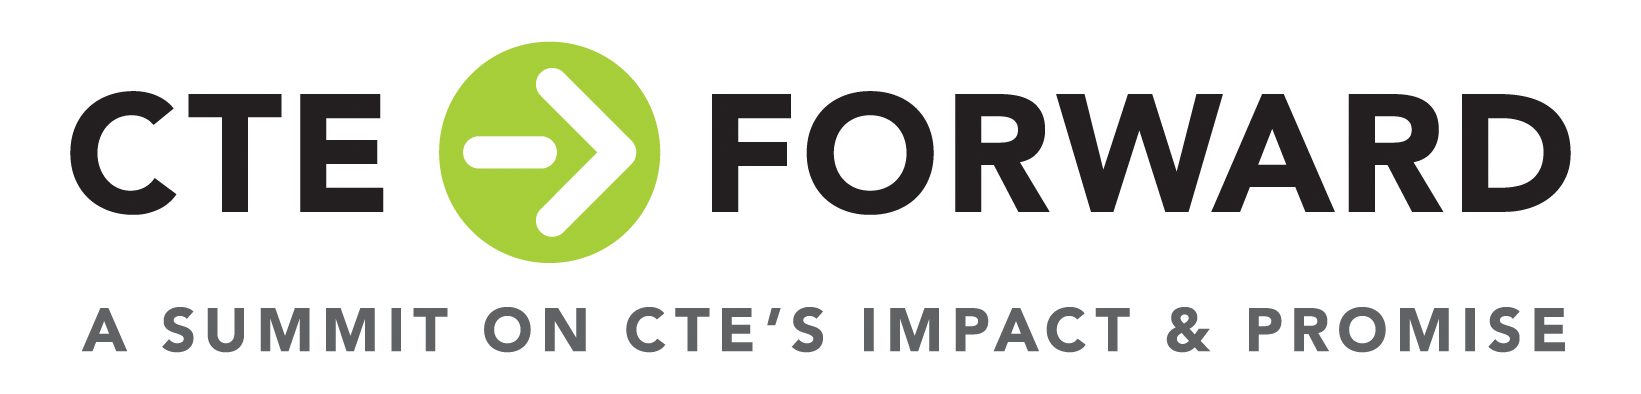 CTE FORWARD
A SUMMIT ON CTE’S IMPACT & PROMISE